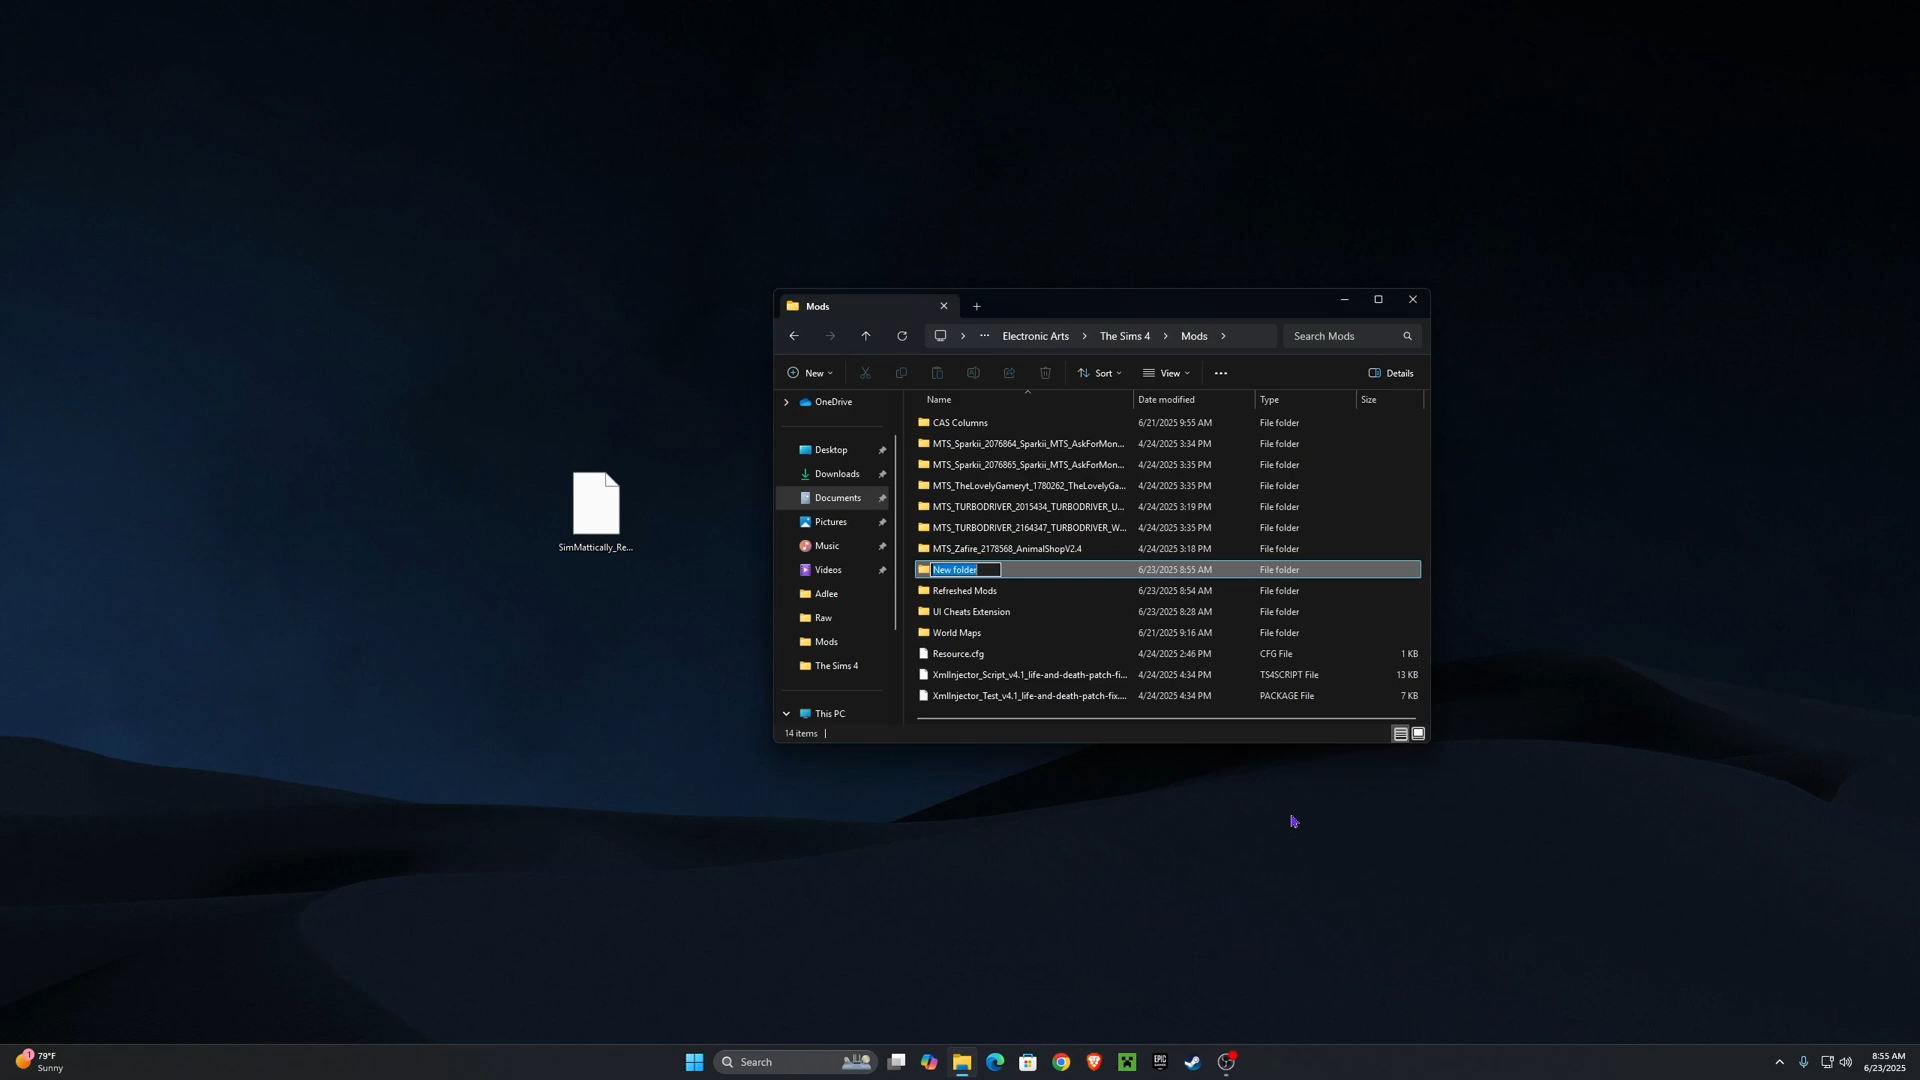 Mods
Electronic Arts
The Sims 4
Mods
Search Mods
New
Sort
View
Details
Name
Date modified
Type
Size
OneDrive
Desktop
Downloads
Documents
Pictures
Music
Videos
Adlee
Raw
Mods
The Sims 4
This PC
CAS Columns 6/21/2025 9:55 AM File folder
MTS_Sparkii_2076864_Sparkii_MTS_AskForMon... 4/24/2025 3:34 PM File folder
MTS_Sparkii_2076865_Sparkii_MTS_AskForMon... 4/24/2025 3:35 PM File folder
MTS_TheLovelyGameryt_1780262_TheLovelyGa... 4/24/2025 3:35 PM File folder
MTS_TURBODRIVER_2015434_TURBODRIVER_U... 4/24/2025 3:19 PM File folder
MTS_TURBODRIVER_2164347_TURBODRIVER_W... 4/24/2025 3:35 PM File folder
MTS_Zafire_2178568_AnimalShopV2.4 4/24/2025 3:18 PM File folder
New folder 6/23/2025 8:55 AM File folder
Refreshed Mods 6/23/2025 8:54 AM File folder
UI Cheats Extension 6/23/2025 8:28 AM File folder
World Maps 6/21/2025 9:16 AM File folder
Resource.cfg 4/24/2025 2:46 PM CFG File 1 KB
XmlInjector_Script_v4.1_life-and-death-patch-fi... 4/24/2025 4:34 PM TS4SCRIPT File 13 KB
XmlInjector_Test_v4.1_life-and-death-patch-fix.... 4/24/2025 4:34 PM PACKAGE File 7 KB
14 items
SimMattically_Re...
1
79°F
Sunny
Search
EPIC
8:55 AM
6/23/2025